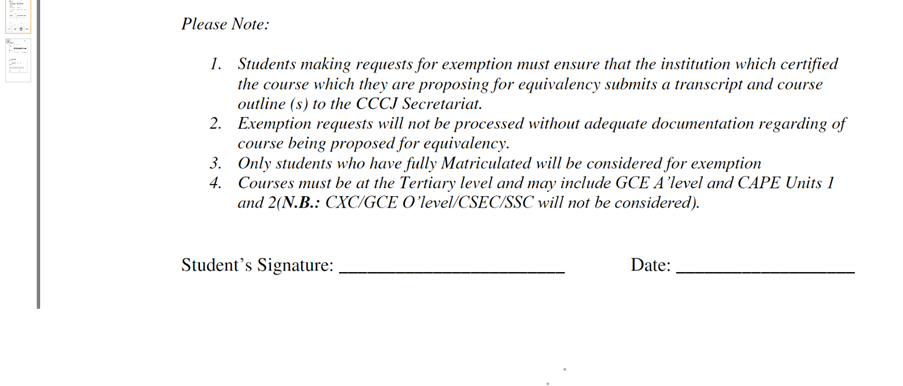 Please Note:
1. Students making requests for exemption must ensure that the institution which certified
the course which they are proposing for equivalency submits a transcript and course
outline (s) to the CCCJ Secretariat.
2. Exemption requests will not be processed without adequate documentation regarding of
course being proposed for equivalency.
3. Only students who have fully Matriculated will be considered for exemption
4. Courses must be at the Tertiary level and may include GCE A’level and CAPE Units 1
and 2(N.B.: CXC/GCE O’level/CSEC/SSC will not be considered).
Student’s Signature: ________________________ Date: ___________________